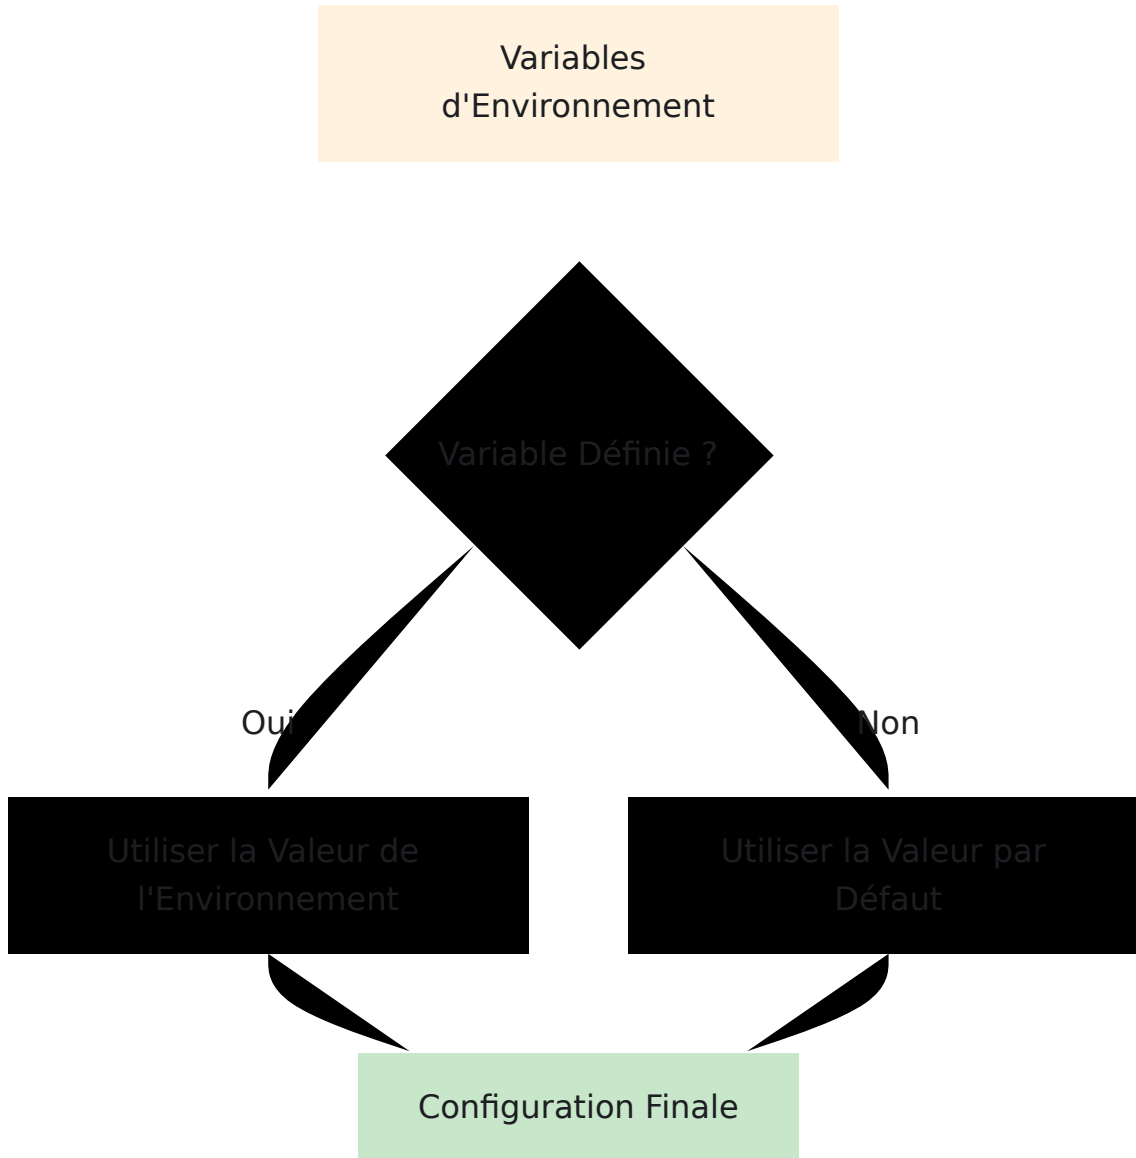 Variables
d'Environnement
Variable Définie ?
Oui
Non
Utiliser la Valeur de
l'Environnement
Utiliser la Valeur par
Défaut
Configuration Finale